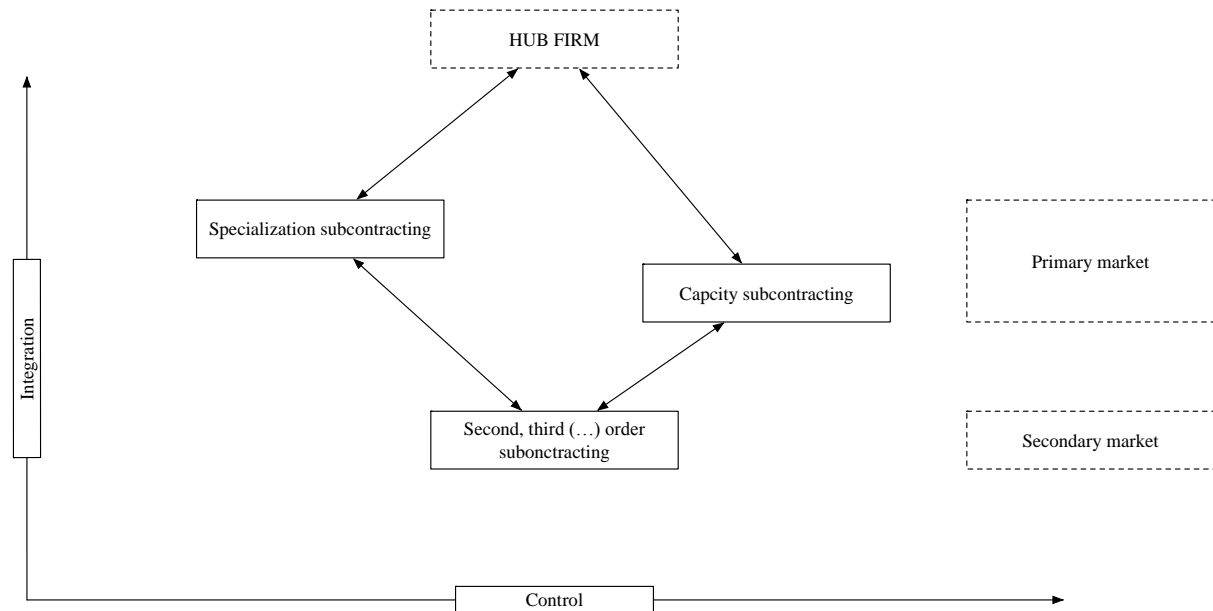 HUB FIRM
Specialization subcontracting
Primary market
Capcity subcontracting
Integration
Second, third (…) order
subonctracting
Secondary market
Control